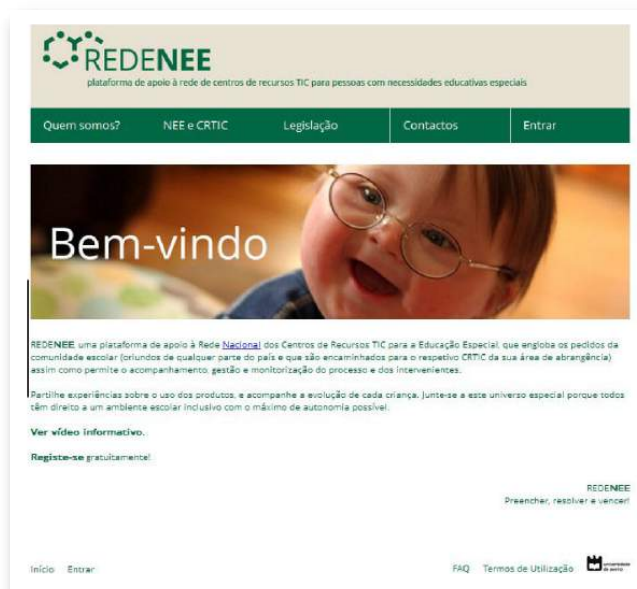 REDENEE
plataforma de apoio à rede de centros de recursos TIC para pessoas com necessidades educativas especiais
Quem somos? NEE e CRTIC Legislação Contactos Entrar
Bem-vindo
REDENEE uma plataforma de apoio à Rede Nacional dos Centros de Recursos TIC para a Educação Especial, que engloba os pedidos da
comunidade escolar (oriundos de qualquer parte do país e que são encaminhados para o respetivo CRTIC da sua área de abrangência)
assim como permite o acompanhamento, gestão e monitorização do processo e dos intervenientes.
Partilhe experiências sobre o uso dos produtos, e acompanhe a evolução de cada criança. Junte-se a este universo especial porque todos
têm direito a um ambiente escolar inclusivo com o máximo de autonomia possível.
Ver vídeo informativo.
Registe-se gratuitamente!
REDENEE
Preencher, resolver e vencer!
Início Entrar FAQ Termos de Utilização universidade
de aveiro